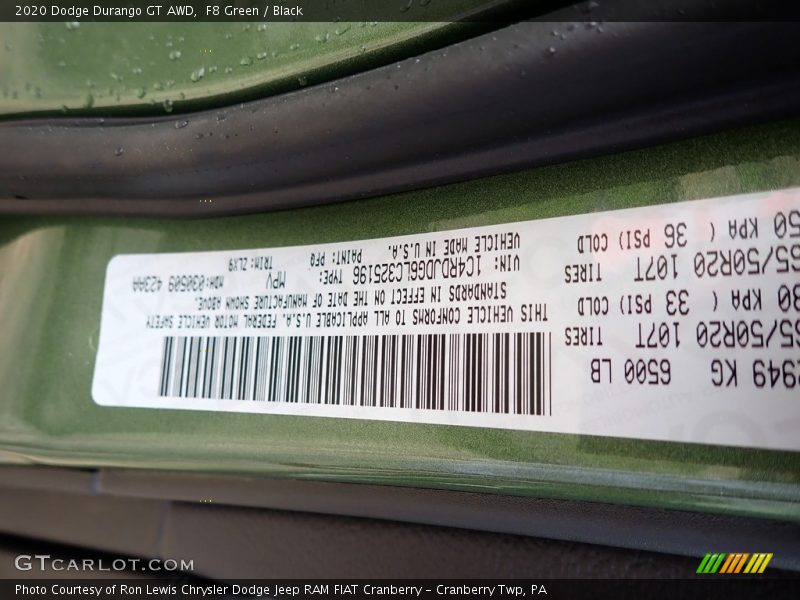 2020 Dodge Durango GT AWD, F8 Green / Black
2949 KG 6500 LB
65/50R20 107T TIRES
30 KPA ( 33 PSI) COLD
65/50R20 107T TIRES
50 KPA ( 36 PSI) COLD
THIS VEHICLE CONFORMS TO ALL APPLICABLE U.S.A. FEDERAL MOTOR VEHICLE SAFETY
STANDARDS IN EFFECT ON THE DATE OF MANUFACTURE SHOWN ABOVE.
VIN: 1C4RDJDG6LC325196 TYPE: MPV MDH:030509 423AA
VEHICLE MADE IN U.S.A. PAINT: PFQ TRIM: ZLX9
GTCARLOT.COM
Photo Courtesy of Ron Lewis Chrysler Dodge Jeep RAM FIAT Cranberry - Cranberry Twp, PA